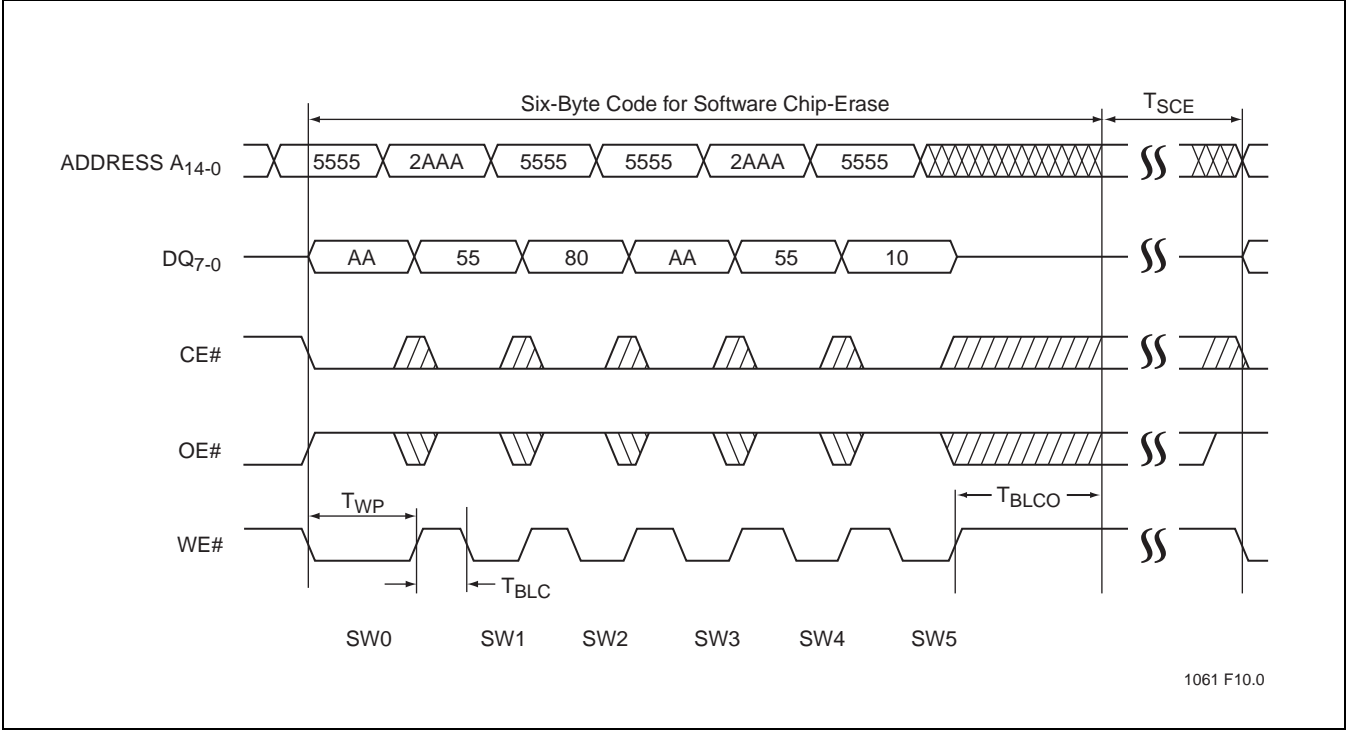 Six-Byte Code for Software Chip-Erase
TSCE
ADDRESS A14-0
5555 2AAA 5555 5555 2AAA 5555
DQ7-0
AA 55 80 AA 55 10
CE#
OE#
TWP
TBLCO
WE#
TBLC
SW0 SW1 SW2 SW3 SW4 SW5
1061 F10.0